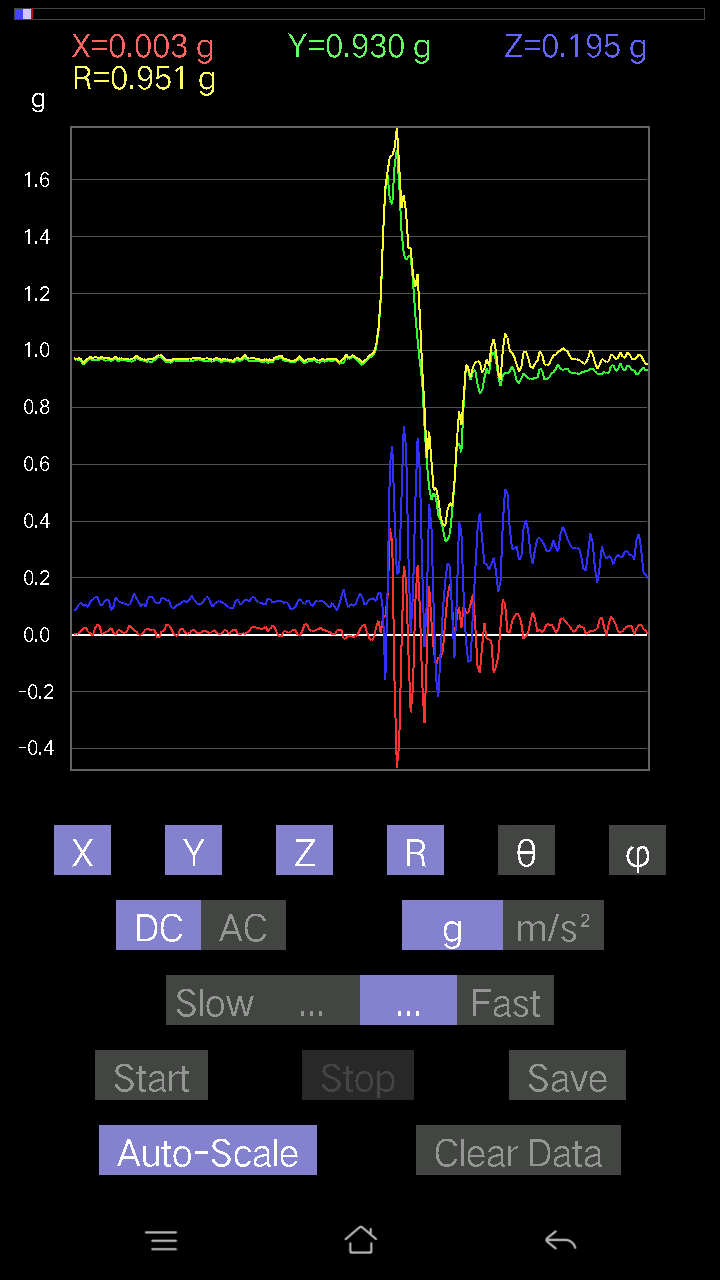 X=0.003 g Y=0.930 g Z=0.195 g
R=0.951 g
g
1.6
1.4
1.2
1.0
0.8
0.6
0.4
0.2
0.0
-0.2
-0.4
X Y Z R θ φ
DC AC g m/s²
Slow ... ... Fast
Start Stop Save
Auto-Scale Clear Data